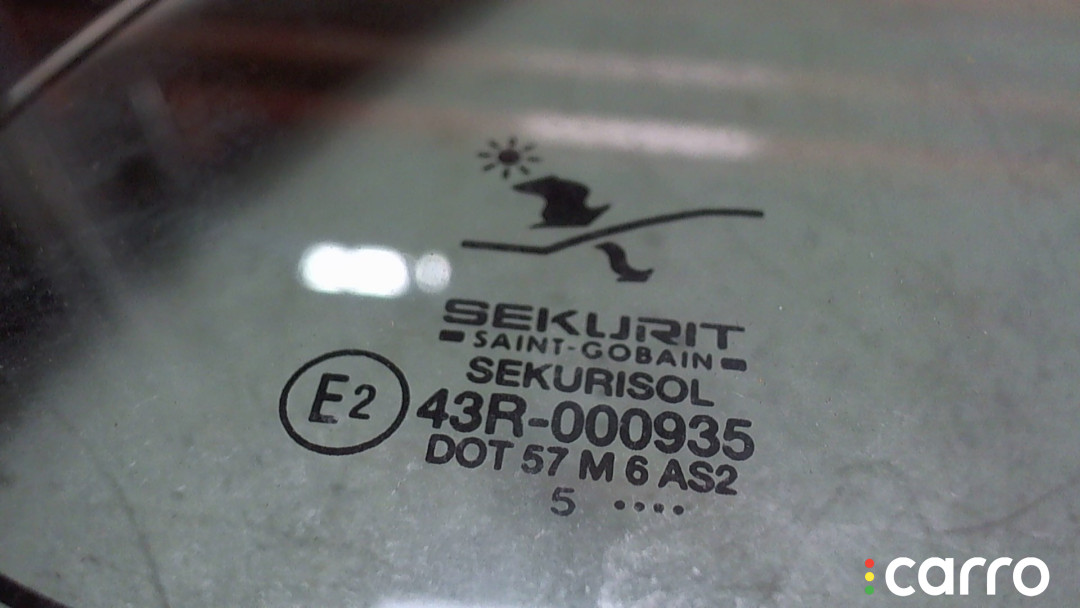 SEKURIT
SAINT-GOBAIN
SEKURISOL
E2 43R-000935
DOT 57 M 6 AS2
5 ....
carro